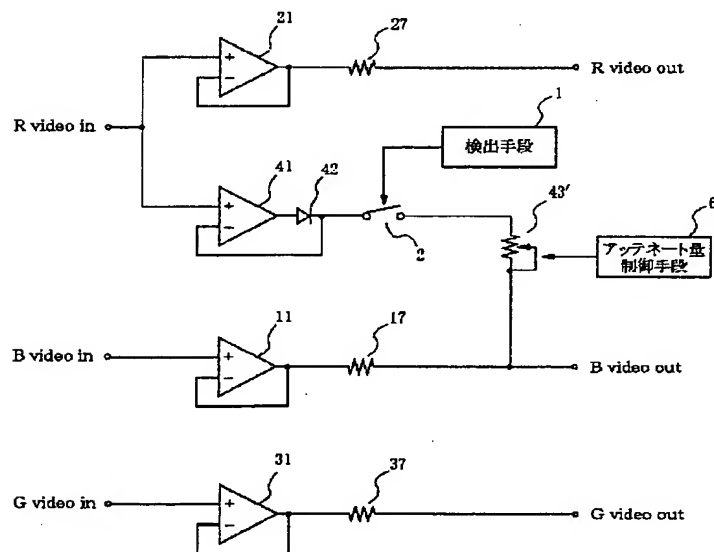 21
27
R video out
R video in
1
検出手段
41
42
2
43'
6
アッテネート量
制御手段
11
17
B video in
B video out
31
37
G video in
G video out